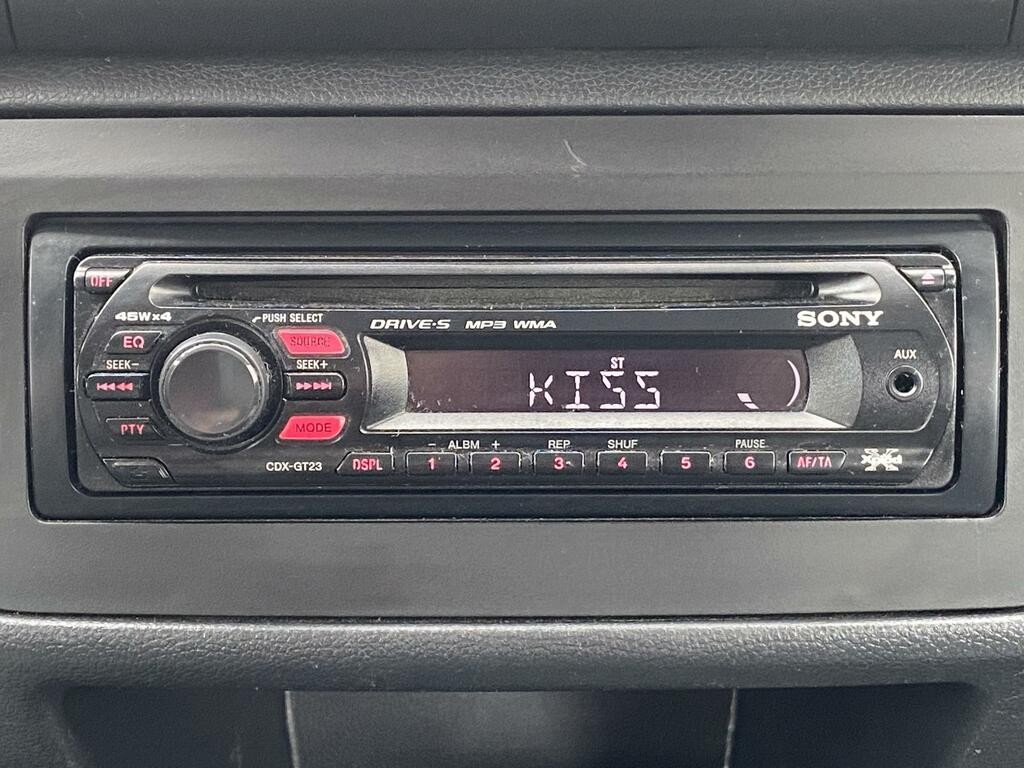 OFF
45Wx4
PUSH SELECT
DRIVE·S MP3 WMA
SONY
EQ
SOURCE
ST
AUX
SEEK−
SEEK+
KISS
PTY
MODE
− ALBM +
REP
SHUF
PAUSE
CDX-GT23
DSPL
1
2
3
4
5
6
AF/TA
Xplod